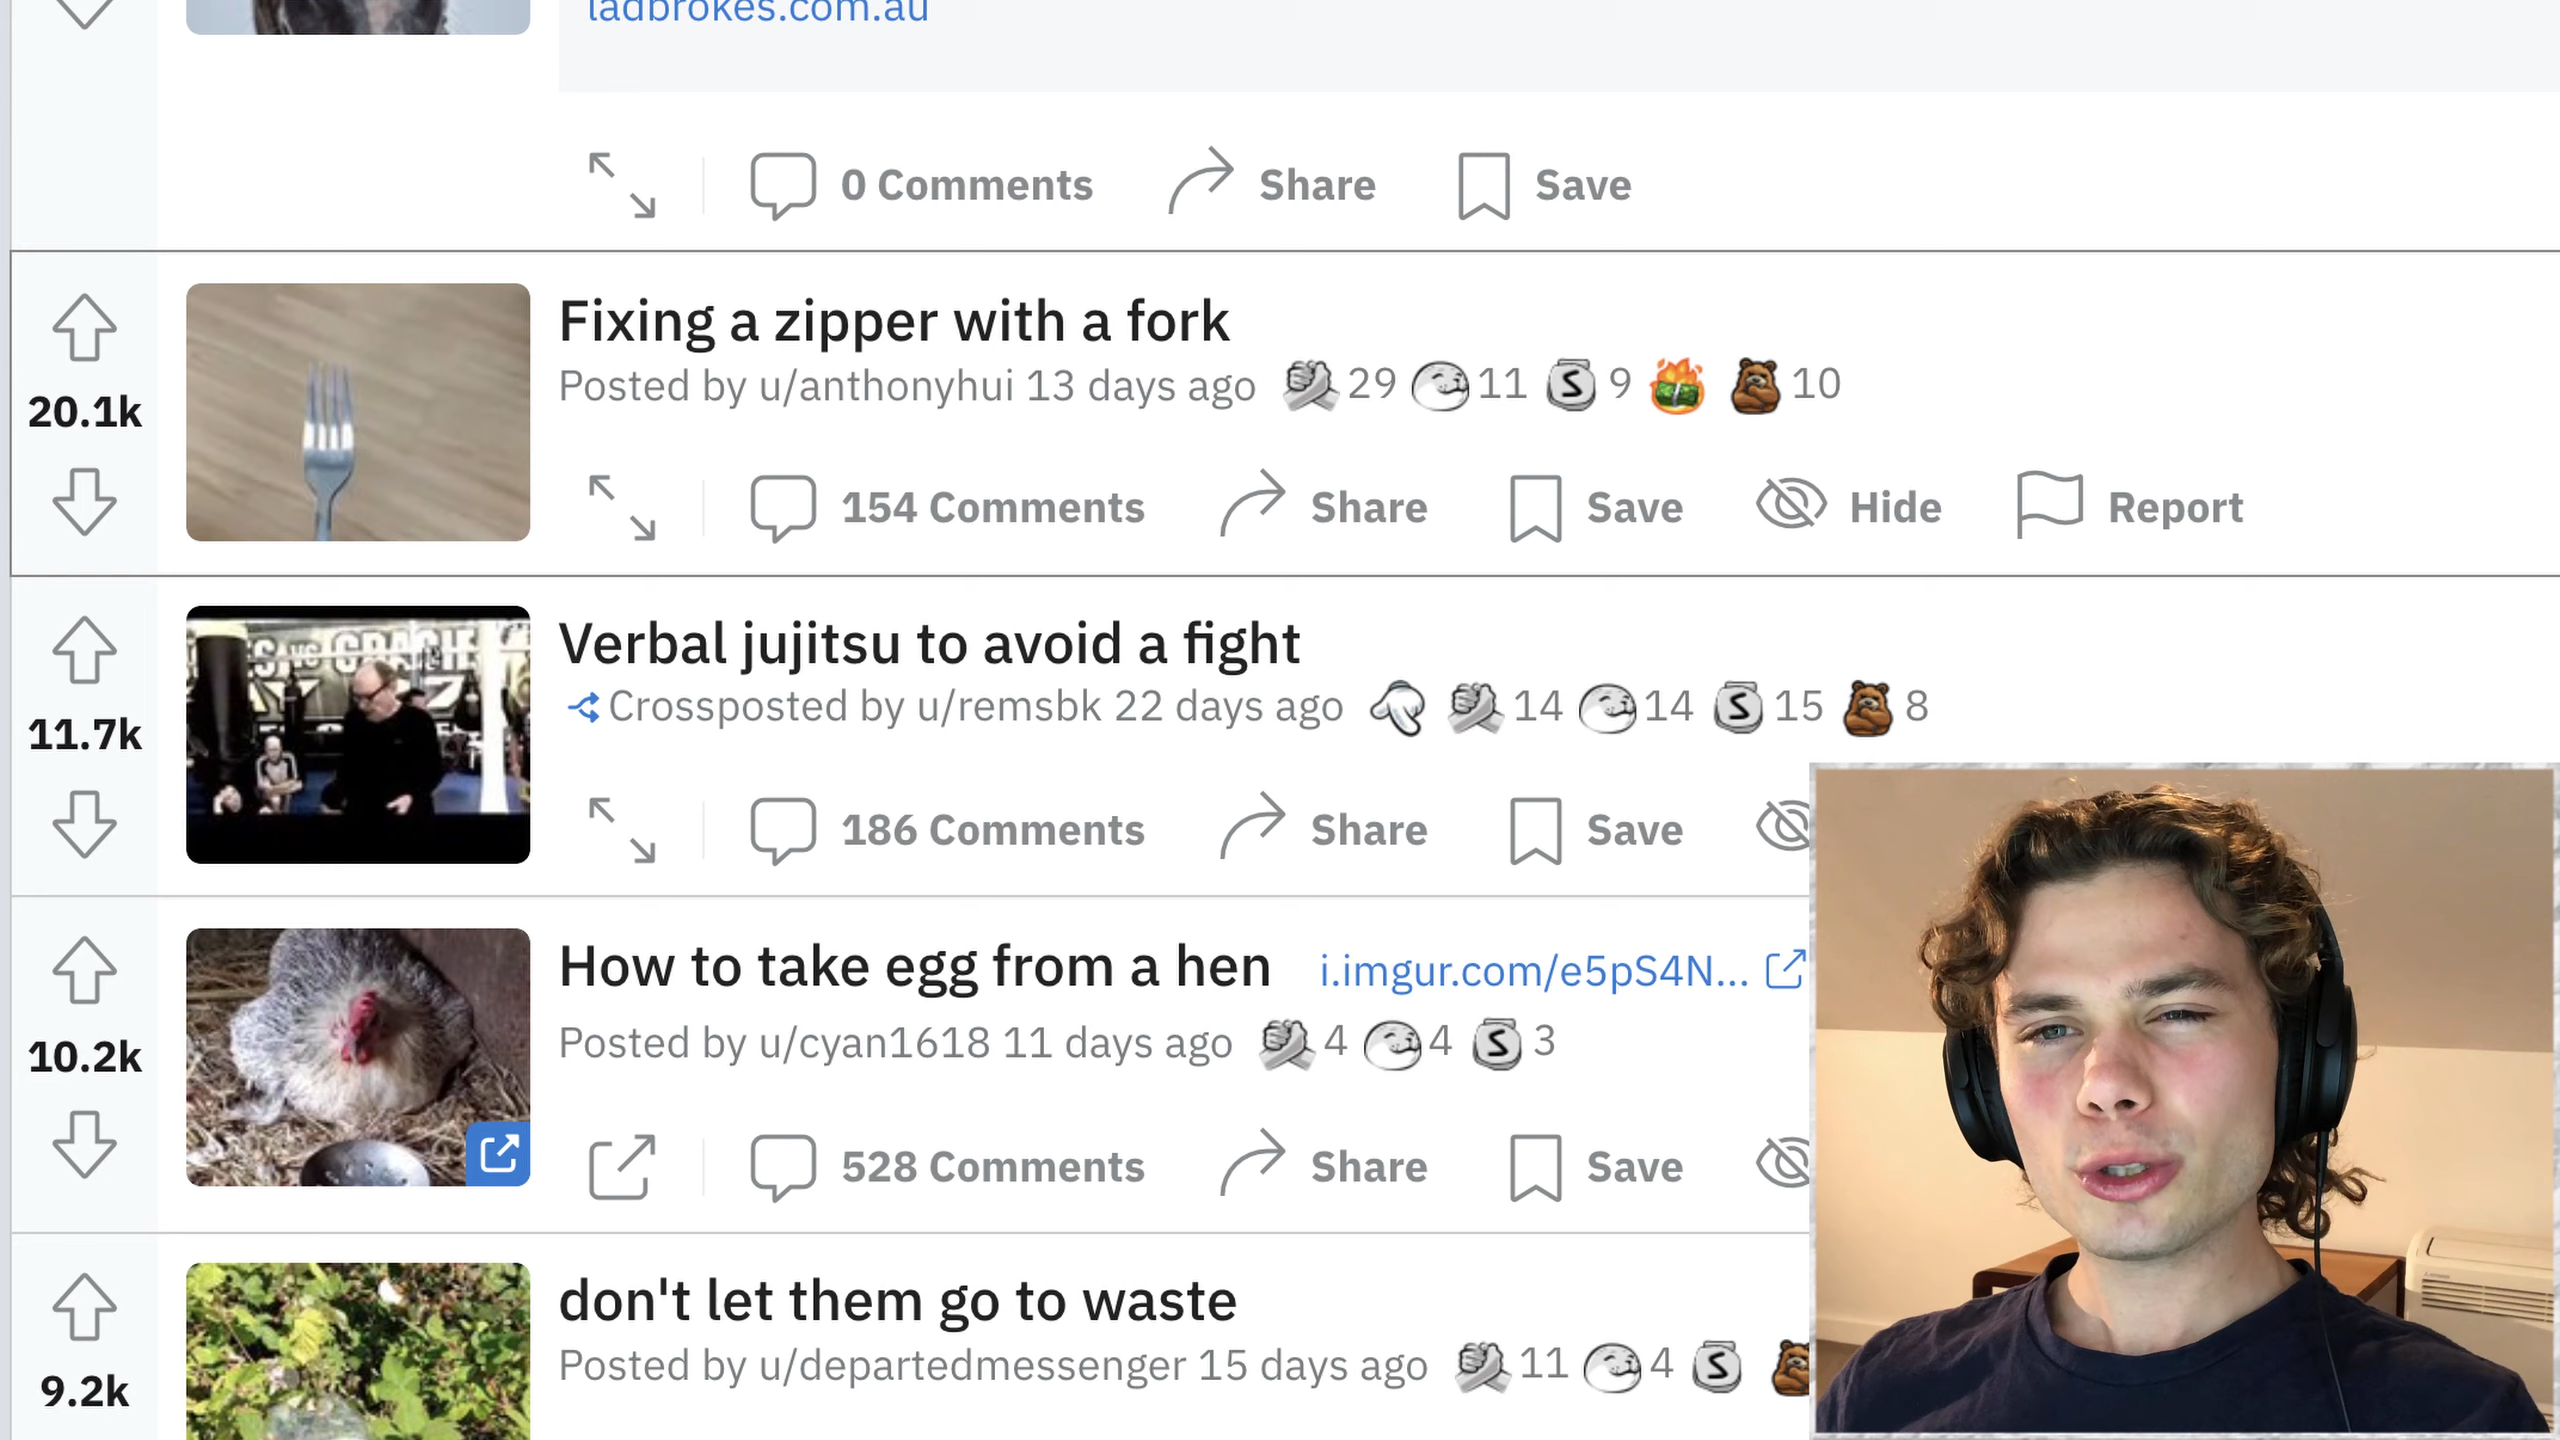 ladbrokes.com.au
0 Comments Share Save
Fixing a zipper with a fork
20.1k
Posted by u/anthonyhui 13 days ago 29 11 S 9 10
154 Comments Share Save Hide Report
Verbal jujitsu to avoid a fight
11.7k
Crossposted by u/remsbk 22 days ago 14 14 S 15 8
186 Comments Share Save
How to take egg from a hen i.imgur.com/e5pS4N...
10.2k
Posted by u/cyan1618 11 days ago 4 4 S 3
528 Comments Share Save
don't let them go to waste
9.2k
Posted by u/departedmessenger 15 days ago 11 4 S